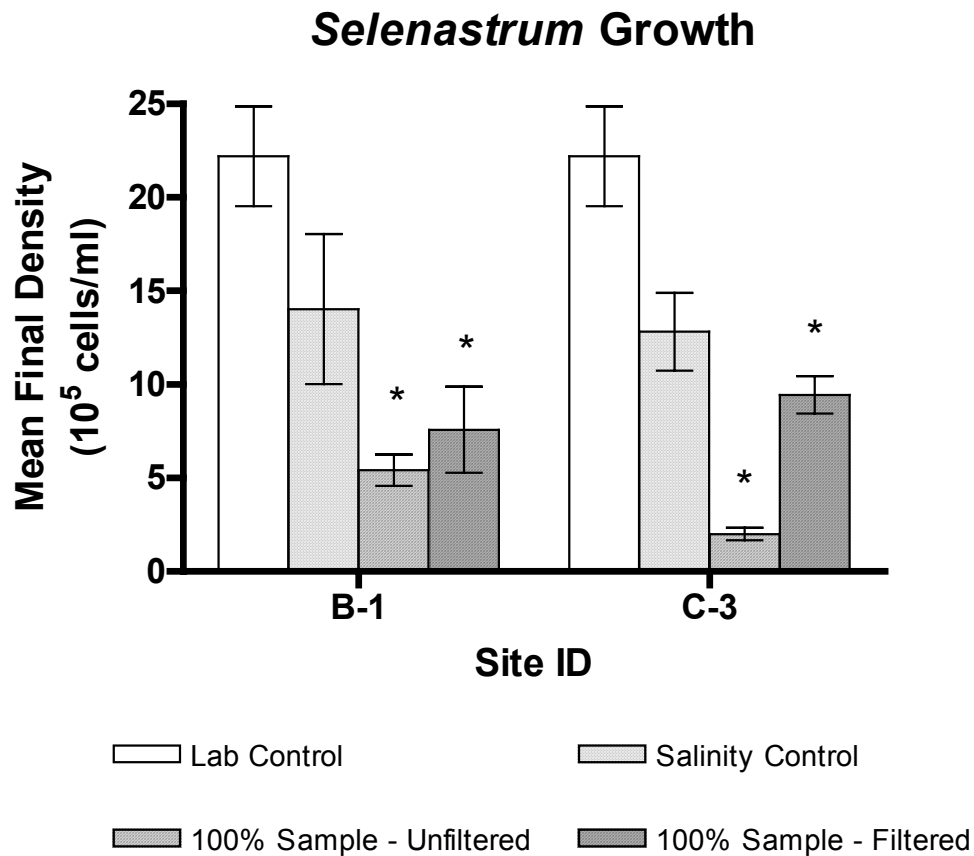 Selenastrum Growth
Mean Final Density
(10⁵ cells/ml)
25
20
15
10
5
0
*
*
*
*
B-1
C-3
Site ID
Lab Control
Salinity Control
100% Sample - Unfiltered
100% Sample - Filtered